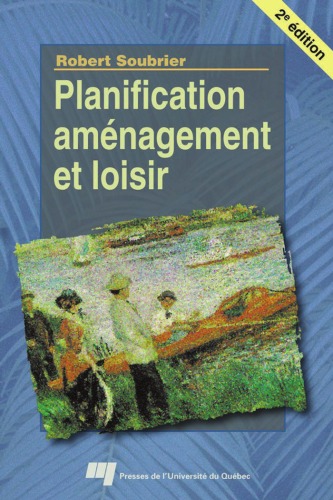 2e édition
Robert Soubrier
Planification
aménagement
et loisir
Presses de l'Université du Québec